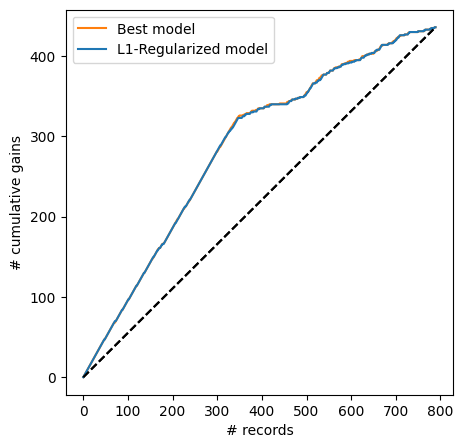 Best model
L1-Regularized model
400
300
200
100
0
# cumulative gains
0 100 200 300 400 500 600 700 800
# records